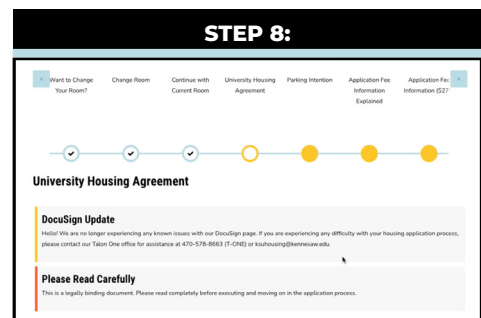 STEP 8:
Want to Change Your Room?
Change Room
Continue with Current Room
University Housing Agreement
Parking Intention
Application Fee Information Explained
Application Fee Information ($27
University Housing Agreement
DocuSign Update
Hello! We are no longer experiencing any known issues with our DocuSign page. If you are experiencing any difficulty with your housing application process,
please contact our Talon One office for assistance at 470-578-8663 (T-ONE) or ksuhousing@kennesaw.edu.
Please Read Carefully
This is a legally binding document. Please read completely before executing and moving on in the application process.